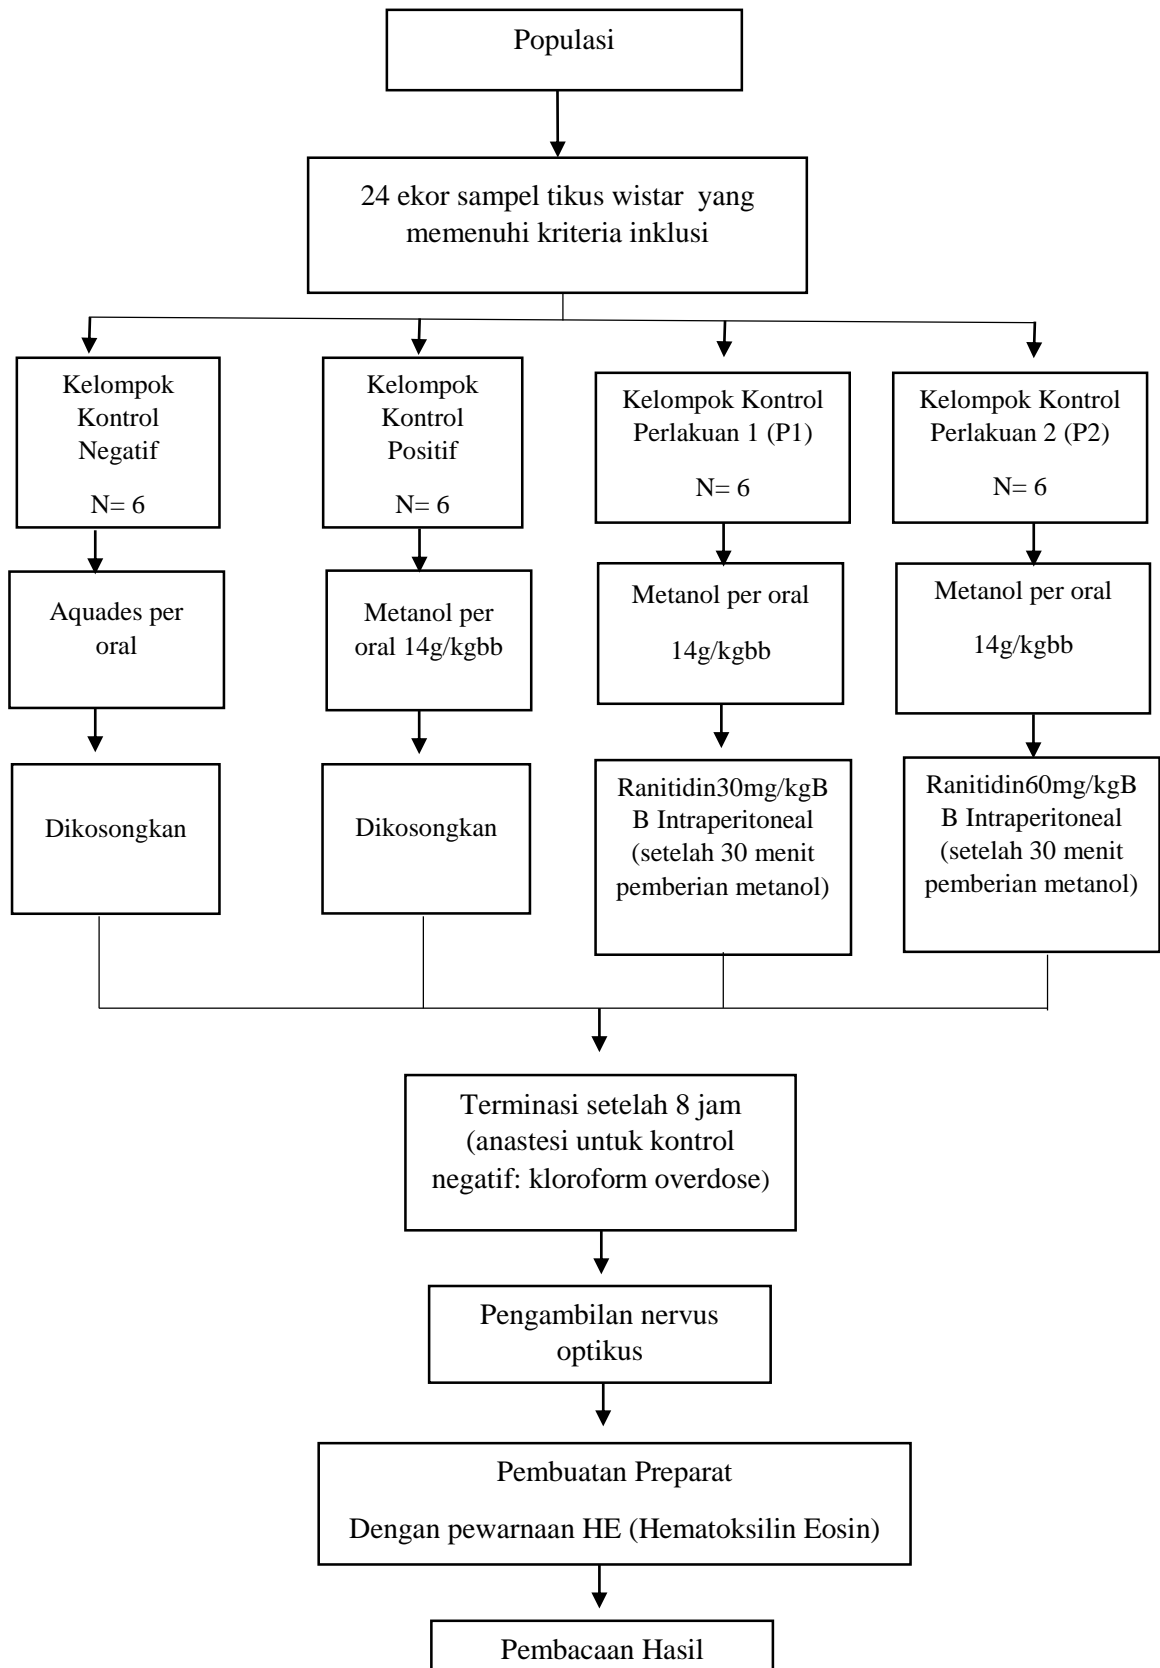 Populasi
24 ekor sampel tikus wistar yang
memenuhi kriteria inklusi
Kelompok
Kontrol
Negatif
N= 6
Kelompok
Kontrol
Positif
N= 6
Kelompok Kontrol
Perlakuan 1 (P1)
N= 6
Kelompok Kontrol
Perlakuan 2 (P2)
N= 6
Aquades per
oral
Metanol per
oral 14g/kgbb
Metanol per oral
14g/kgbb
Metanol per oral
14g/kgbb
Dikosongkan
Dikosongkan
Ranitidin30mg/kgB
B Intraperitoneal
(setelah 30 menit
pemberian metanol)
Ranitidin60mg/kgB
B Intraperitoneal
(setelah 30 menit
pemberian metanol)
Terminasi setelah 8 jam
(anastesi untuk kontrol
negatif: kloroform overdose)
Pengambilan nervus
optikus
Pembuatan Preparat
Dengan pewarnaan HE (Hematoksilin Eosin)
Pembacaan Hasil